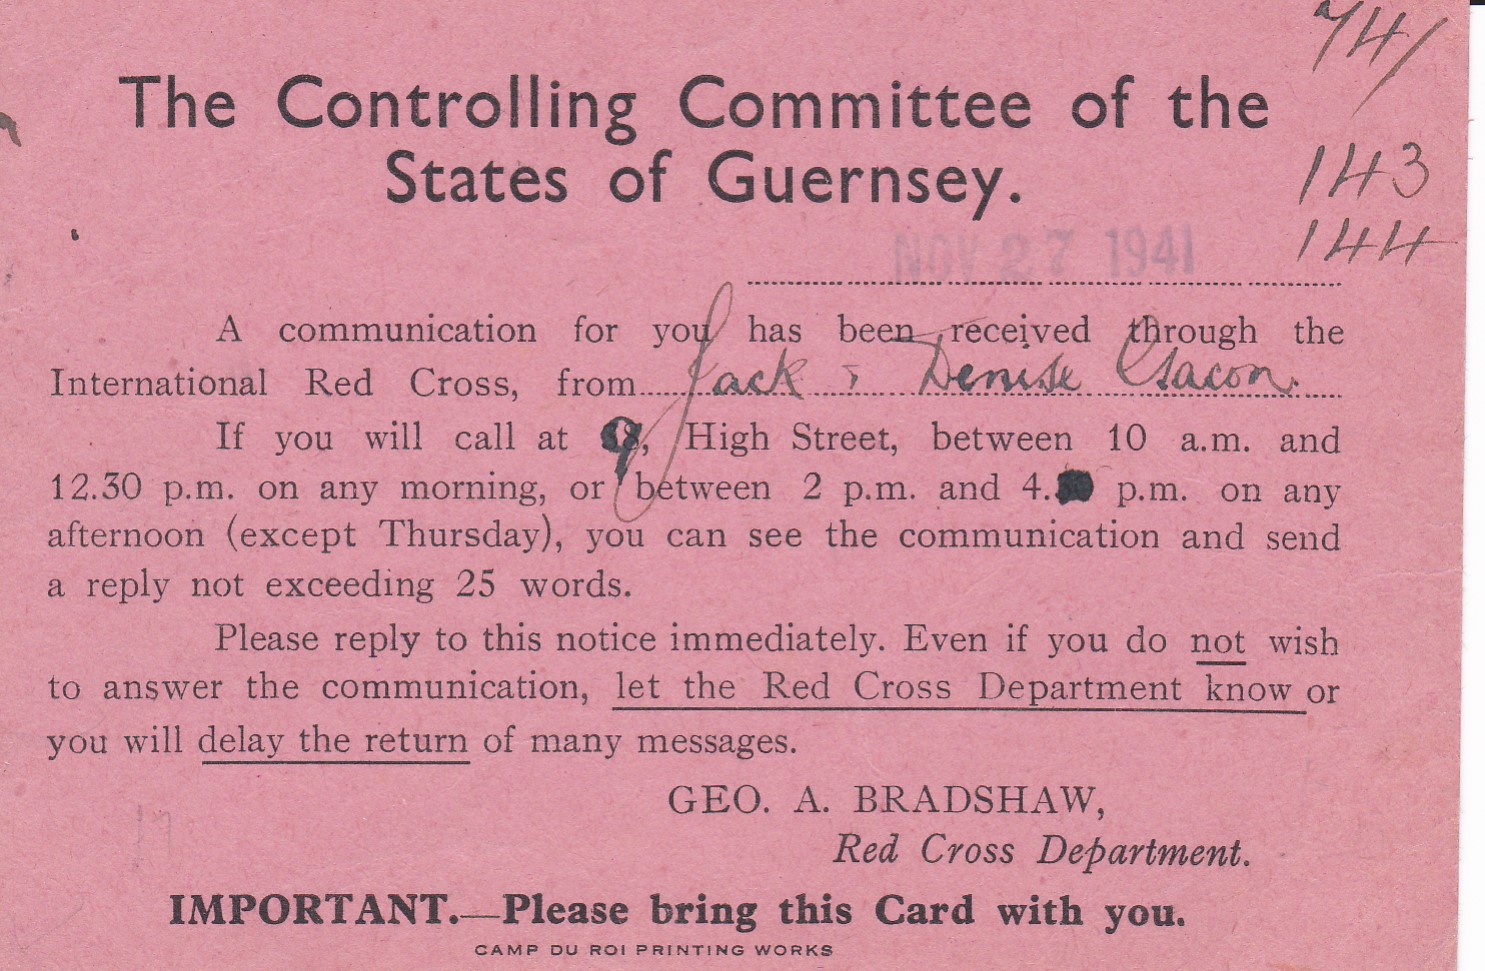 741
The Controlling Committee of the
States of Guernsey.
143
144
NOV 27 1941
A communication for you has been received through the
International Red Cross, from Jack & Denise Gacon.
If you will call at 9, High Street, between 10 a.m. and
12.30 p.m. on any morning, or between 2 p.m. and 4. p.m. on any
afternoon (except Thursday), you can see the communication and send
a reply not exceeding 25 words.
Please reply to this notice immediately. Even if you do not wish
to answer the communication, let the Red Cross Department know or
you will delay the return of many messages.
GEO. A. BRADSHAW,
Red Cross Department.
IMPORTANT.—Please bring this Card with you.
CAMP DU ROI PRINTING WORKS